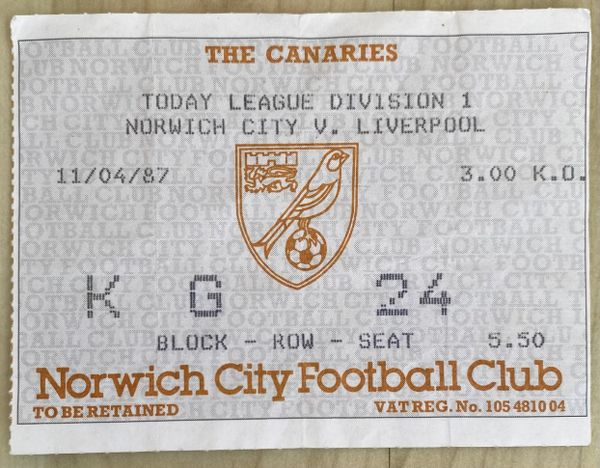 THE CANARIES
TODAY LEAGUE DIVISION 1
NORWICH CITY V. LIVERPOOL
11/04/87 3.00 K.O.
K G 24
BLOCK - ROW - SEAT 5.50
Norwich City Football Club
TO BE RETAINED VAT REG. No. 105 4810 04